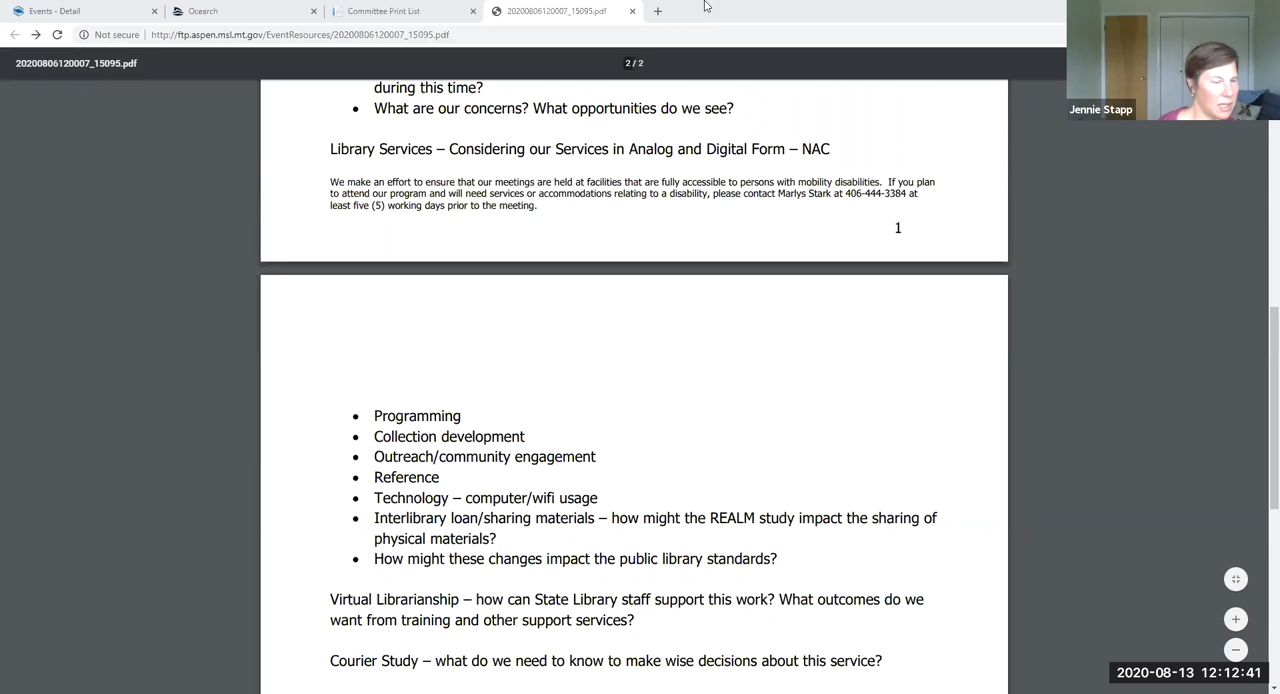 Events - Detail
Ocearch
Committee Print List
20200806120007_15095.pdf
Not secure
http://ftp.aspen.msl.mt.gov/EventResources/20200806120007_15095.pdf
20200806120007_15095.pdf
2 / 2
Jennie Stapp
during this time?
• What are our concerns? What opportunities do we see?
Library Services – Considering our Services in Analog and Digital Form – NAC
We make an effort to ensure that our meetings are held at facilities that are fully accessible to persons with mobility disabilities. If you plan
to attend our program and will need services or accommodations relating to a disability, please contact Marlys Stark at 406-444-3384 at
least five (5) working days prior to the meeting.
1
• Programming
• Collection development
• Outreach/community engagement
• Reference
• Technology – computer/wifi usage
• Interlibrary loan/sharing materials – how might the REALM study impact the sharing of
physical materials?
• How might these changes impact the public library standards?
Virtual Librarianship – how can State Library staff support this work? What outcomes do we
want from training and other support services?
Courier Study – what do we need to know to make wise decisions about this service?
2020-08-13 12:12:41